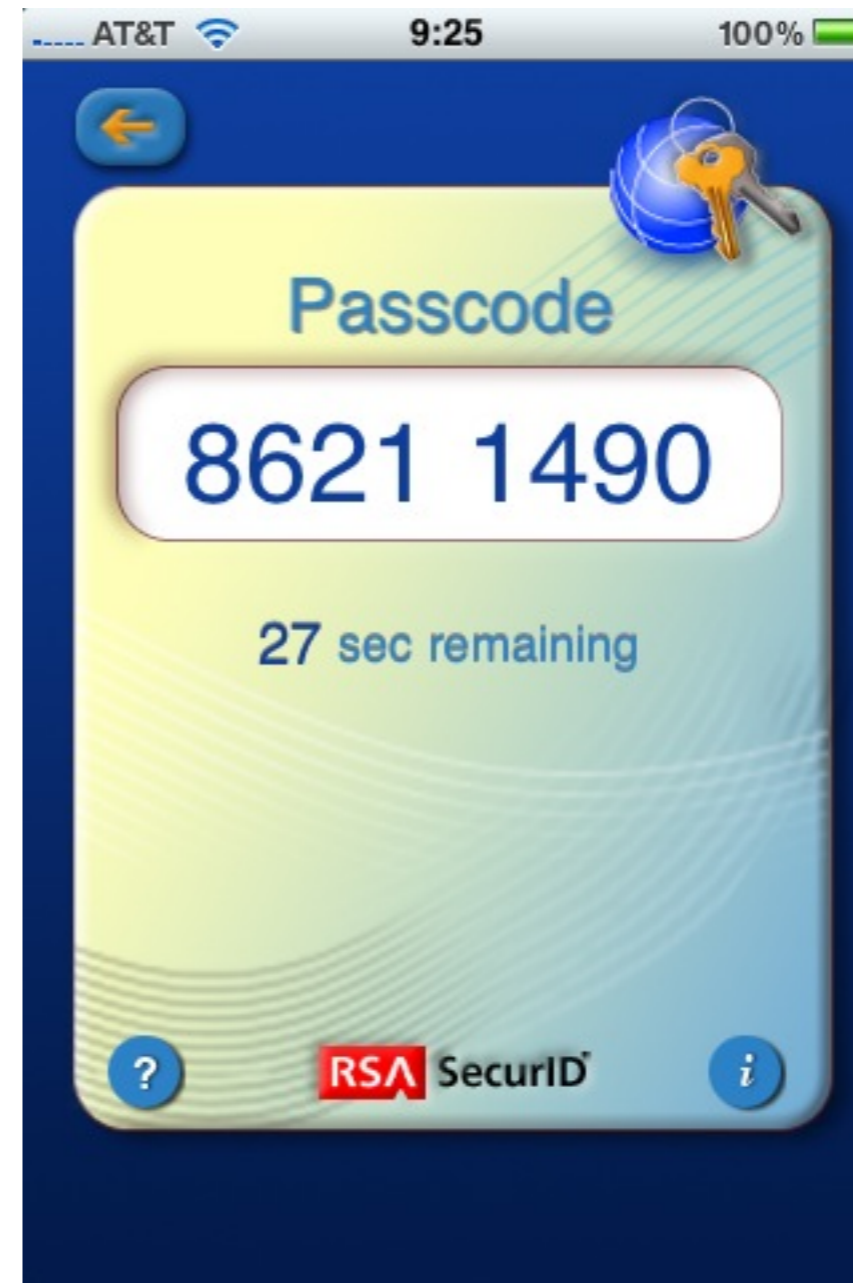 AT&T 9:25 100%
Passcode
8621 1490
27 sec remaining
? RSA SecurID i